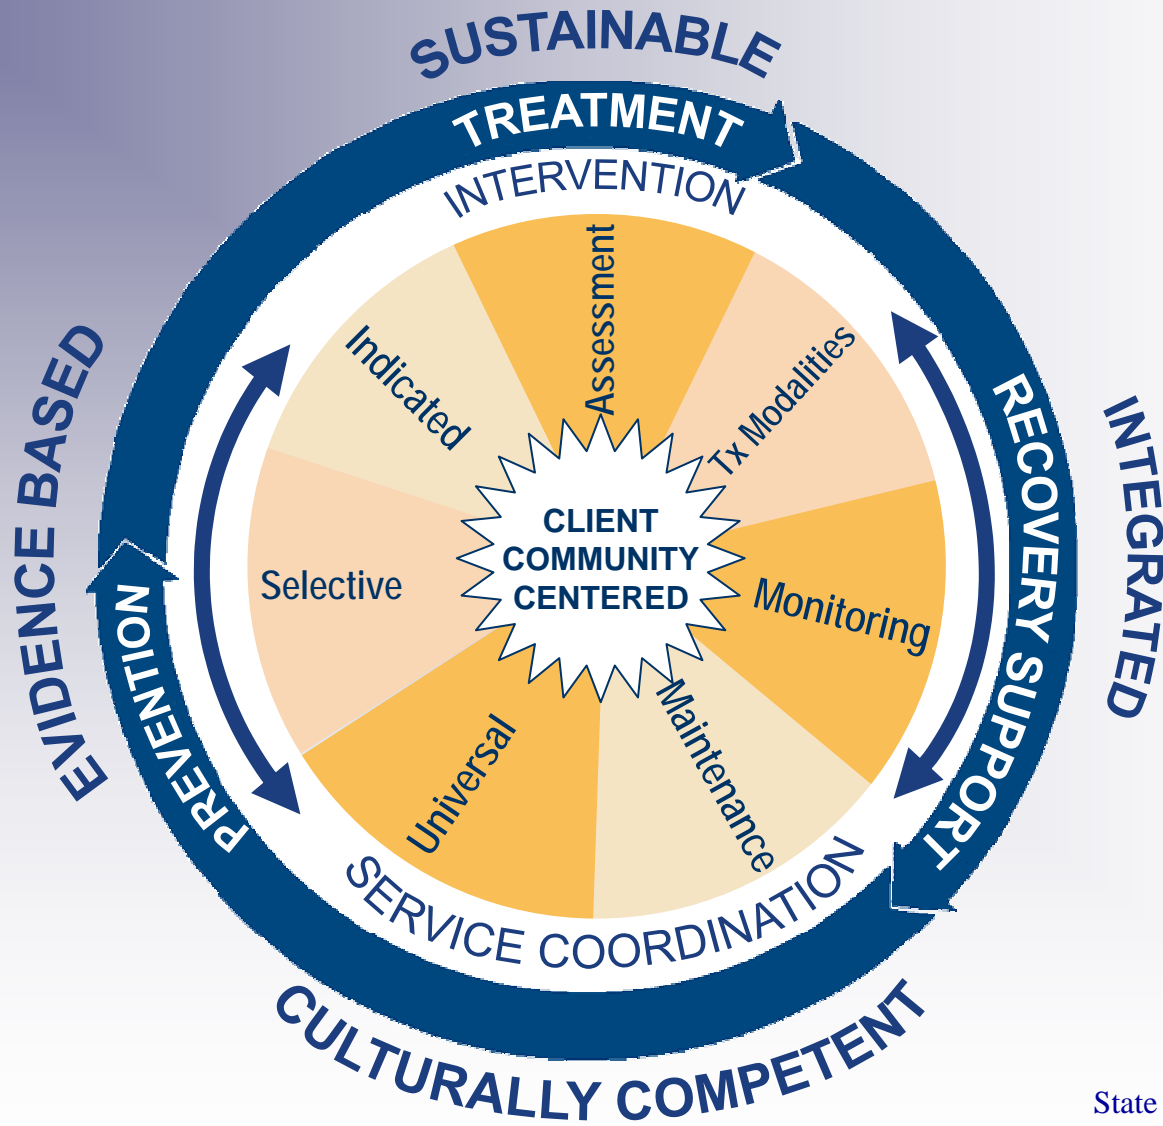 SUSTAINABLE
TREATMENT
INTERVENTION
Assessment
Indicated
Tx Modalities
EVIDENCE BASED
INTEGRATED
RECOVERY SUPPORT
CLIENT
COMMUNITY
CENTERED
Selective
Monitoring
PREVENTION
Universal
Maintenance
SERVICE COORDINATION
CULTURALLY COMPETENT
State